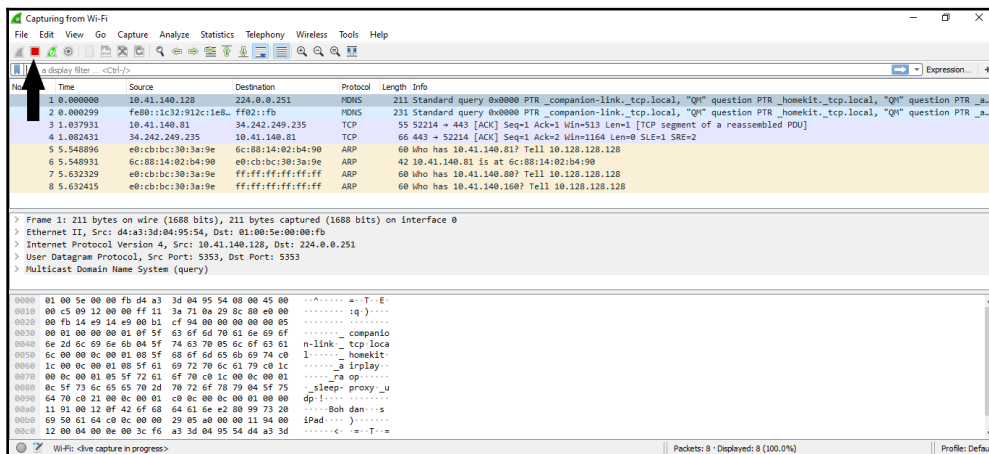 Capturing from Wi-Fi
File Edit View Go Capture Analyze Statistics Telephony Wireless Tools Help
a display filter ... <Ctrl-/> Expression... +
No. Time Source Destination Protocol Length Info
1 0.000000 10.41.140.128 224.0.0.251 MDNS 211 Standard query 0x0000 PTR _companion-link._tcp.local, "QM" question PTR _homekit._tcp.local, "QM" question PTR _a…
2 0.000299 fe80::1c32:912c:1e8… ff02::fb MDNS 231 Standard query 0x0000 PTR _companion-link._tcp.local, "QM" question PTR _homekit._tcp.local, "QM" question PTR _a…
3 1.037931 10.41.140.81 34.242.249.235 TCP 55 52214 → 443 [ACK] Seq=1 Ack=1 Win=513 Len=1 [TCP segment of a reassembled PDU]
4 1.082431 34.242.249.235 10.41.140.81 TCP 66 443 → 52214 [ACK] Seq=1 Ack=2 Win=1164 Len=0 SLE=1 SRE=2
5 5.548896 e0:cb:bc:30:3a:9e 6c:88:14:02:b4:90 ARP 60 Who has 10.41.140.81? Tell 10.128.128.128
6 5.548931 6c:88:14:02:b4:90 e0:cb:bc:30:3a:9e ARP 42 10.41.140.81 is at 6c:88:14:02:b4:90
7 5.632329 e0:cb:bc:30:3a:9e ff:ff:ff:ff:ff:ff ARP 60 Who has 10.41.140.80? Tell 10.128.128.128
8 5.632415 e0:cb:bc:30:3a:9e ff:ff:ff:ff:ff:ff ARP 60 Who has 10.41.140.160? Tell 10.128.128.128
> Frame 1: 211 bytes on wire (1688 bits), 211 bytes captured (1688 bits) on interface 0
> Ethernet II, Src: d4:a3:3d:04:95:54, Dst: 01:00:5e:00:00:fb
> Internet Protocol Version 4, Src: 10.41.140.128, Dst: 224.0.0.251
> User Datagram Protocol, Src Port: 5353, Dst Port: 5353
> Multicast Domain Name System (query)
0000 01 00 5e 00 00 fb d4 a3 3d 04 95 54 08 00 45 00 ··^····· =··T··E·
0010 00 c5 09 12 00 00 ff 11 3a 71 0a 29 8c 80 e0 00 ········ :q·)····
0020 00 fb 14 e9 14 e9 00 b1 cf 94 00 00 00 00 00 05 ········ ········
0030 00 01 00 00 00 01 0f 5f 63 6f 6d 70 61 6e 69 6f ·······_ companio
0040 6e 2d 6c 69 6e 6b 04 5f 74 63 70 05 6c 6f 63 61 n-link·_ tcp·loca
0050 6c 00 00 0c 00 01 08 5f 68 6f 6d 65 6b 69 74 c0 l······_ homekit·
0060 1c 00 0c 00 01 08 5f 61 69 72 70 6c 61 79 c0 1c ······_a irplay··
0070 00 0c 00 01 05 5f 72 61 6f 70 c0 1c 00 0c 00 01 ·····_ra op······
0080 0c 5f 73 6c 65 65 70 2d 70 72 6f 78 79 04 5f 75 ·_sleep- proxy·_u
0090 64 70 c0 21 00 0c 00 01 c0 0c 00 0c 00 01 00 00 dp·!···· ········
00a0 11 91 00 12 0f 42 6f 68 64 61 6e e2 80 99 73 20 ·····Boh dan···s
00b0 69 50 61 64 c0 0c 00 00 29 05 a0 00 00 11 94 00 iPad···· )·······
00c0 12 00 04 00 0e 00 3c f6 a3 3d 04 95 54 d4 a3 3d ······<· ·=··T··=
Wi-Fi: <live capture in progress> Packets: 8 · Displayed: 8 (100.0%) Profile: Defau